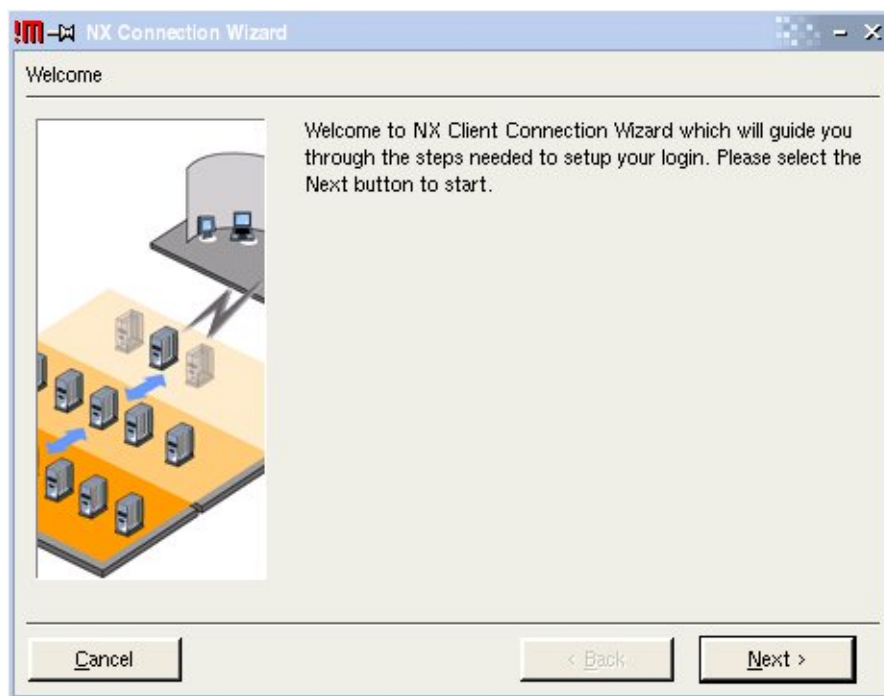 !M NX Connection Wizard
Welcome
Welcome to NX Client Connection Wizard which will guide you
through the steps needed to setup your login. Please select the
Next button to start.
Cancel
< Back
Next >